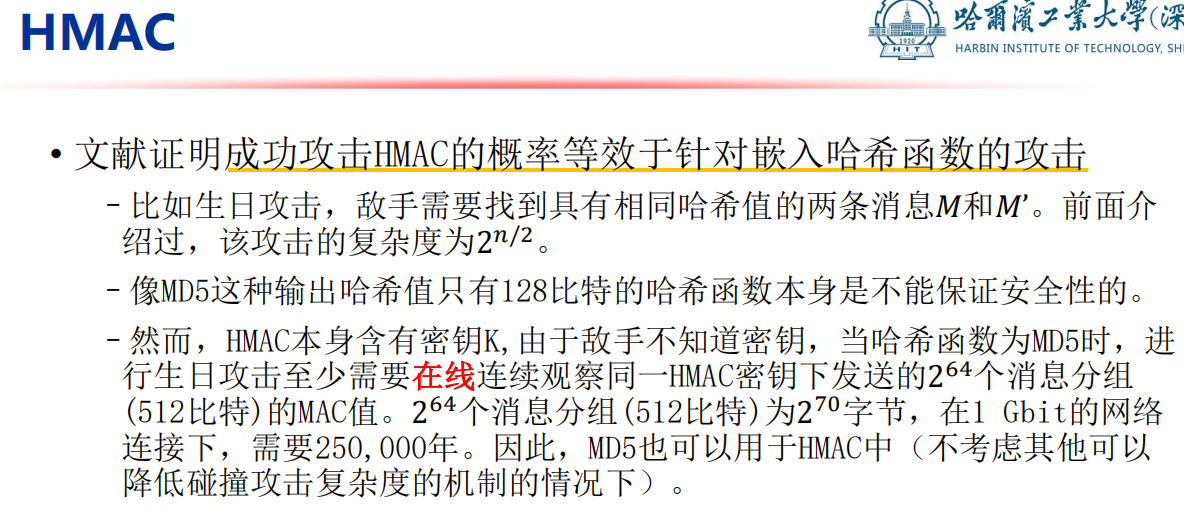 HMAC
哈爾濱工業大學(深
1920
HIT
HARBIN INSTITUTE OF TECHNOLOGY, SHE
• 文献证明成功攻击HMAC的概率等效于针对嵌入哈希函数的攻击
– 比如生日攻击，敌手需要找到具有相同哈希值的两条消息M和M’。前面介
绍过，该攻击的复杂度为2^{n/2}。
– 像MD5这种输出哈希值只有128比特的哈希函数本身是不能保证安全性的。
– 然而，HMAC本身含有密钥K,由于敌手不知道密钥，当哈希函数为MD5时，进
行生日攻击至少需要在线连续观察同一HMAC密钥下发送的2^{64}个消息分组
(512比特)的MAC值。2^{64}个消息分组(512比特)为2^{70}字节，在1 Gbit的网络
连接下，需要250,000年。因此，MD5也可以用于HMAC中（不考虑其他可以
降低碰撞攻击复杂度的机制的情况下）。